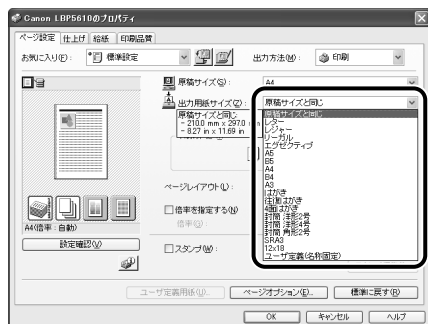 Canon LBP5610のプロパティ
ページ設定 仕上げ 給紙 印刷品質
お気に入り(F): 標準設定 出力方法(M): 印刷
原稿サイズ(S): A4
出力用紙サイズ(Z): 原稿サイズと同じ
原稿サイズと同じ
- 210.0 mm x 297.0
- 8.27 in x 11.69 in
原稿サイズと同じ
レター
レジャー
リーガル
エグゼクティブ
A5
B5
A4
B4
A3
はがき
往復はがき
4面はがき
封筒 洋形2号
封筒 洋形4号
封筒 角形2号
SRA3
12x18
ユーザ定義(名称固定)
ページレイアウト(L):
倍率を指定する(N)
倍率(G):
スタンプ(W):
A4(倍率:自動)
設定確認(V)
ユーザ定義用紙(U)... ページオプション(E)... 標準に戻す(R)
OK キャンセル ヘルプ